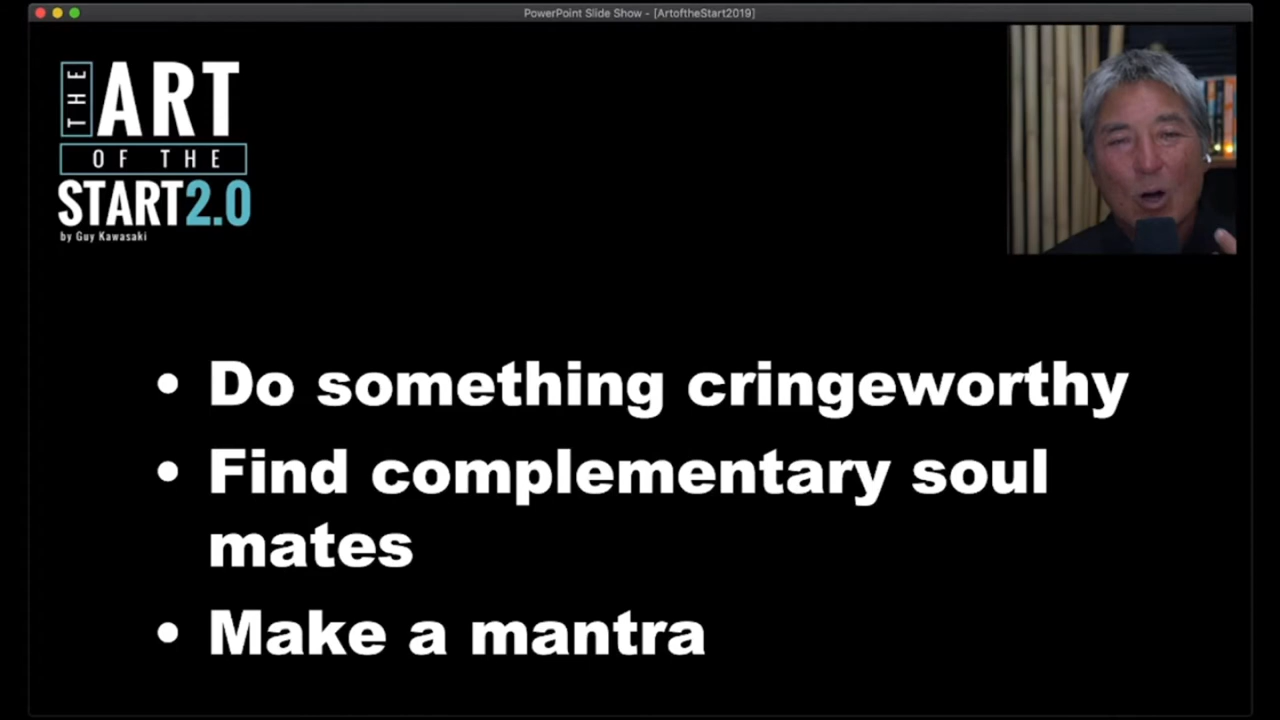 PowerPoint Slide Show - [ArtoftheStart2019]
THE ART
OF THE
START2.0
by Guy Kawasaki
• Do something cringeworthy
• Find complementary soul
mates
• Make a mantra